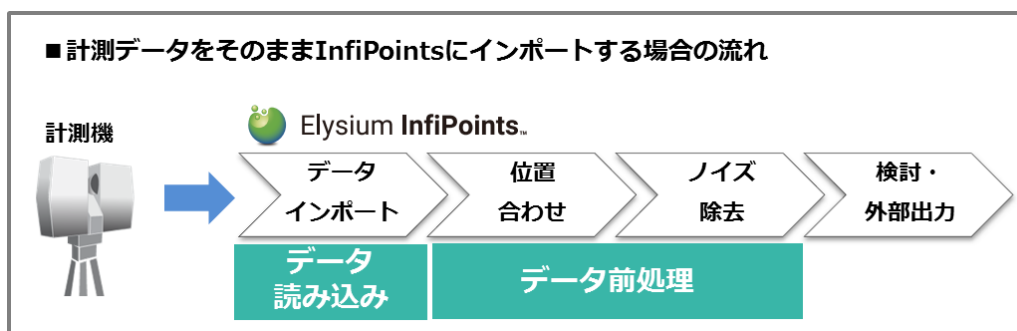 ■計測データをそのままInfiPointsにインポートする場合の流れ
計測機
Elysium InfiPoints™
データ
インポート
位置
合わせ
ノイズ
除去
検討・
外部出力
データ
読み込み
データ前処理